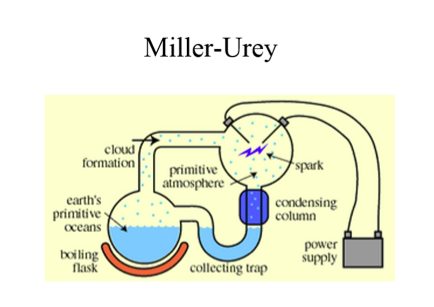 Miller-Urey
cloud
formation
primitive
atmosphere
spark
earth's
primitive
oceans
condensing
column
boiling
flask
collecting trap
power
supply